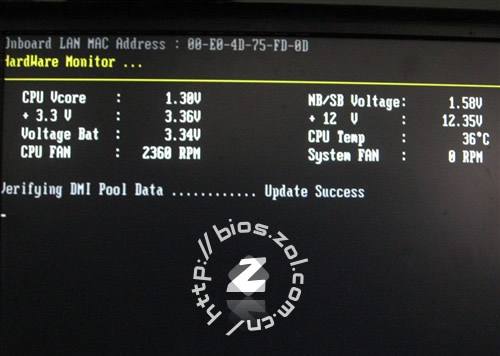 Onboard LAN MAC Address : 00-E0-4D-75-FD-0D
HardWare Monitor ...
CPU Vcore : 1.30V NB/SB Voltage: 1.58V
+ 3.3 V : 3.36V + 12 V : 12.35V
Voltage Bat : 3.34V CPU Temp : 36°C
CPU FAN : 2360 RPM System FAN : 0 RPM
Verifying DMI Pool Data ............ Update Success
http://bios.zol.com.cn/
Z